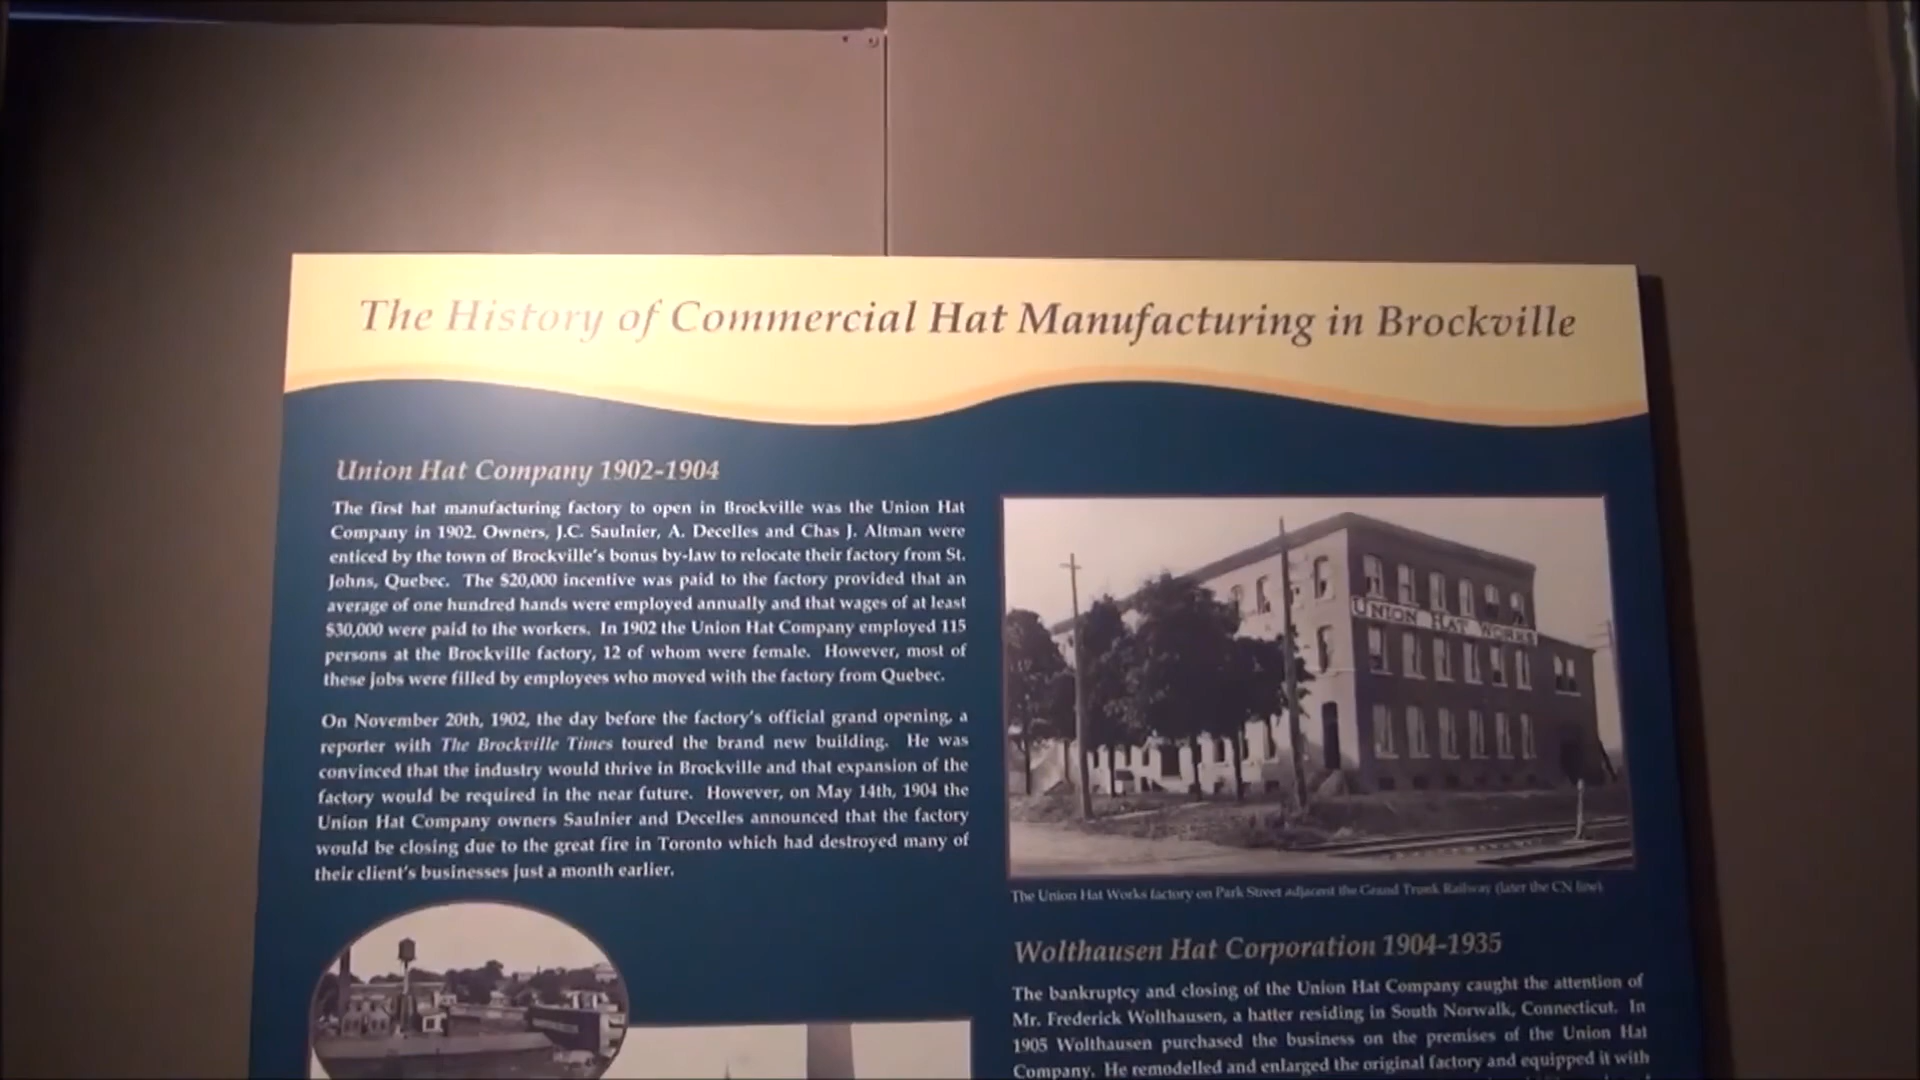 The History of Commercial Hat Manufacturing in Brockville
Union Hat Company 1902-1904
The first hat manufacturing factory to open in Brockville was the Union Hat
Company in 1902. Owners, J.C. Saulnier, A. Decelles and Chas J. Altman were
enticed by the town of Brockville's bonus by-law to relocate their factory from St.
Johns, Quebec. The $20,000 incentive was paid to the factory provided that an
average of one hundred hands were employed annually and that wages of at least
$30,000 were paid to the workers. In 1902 the Union Hat Company employed 115
persons at the Brockville factory, 12 of whom were female. However, most of
these jobs were filled by employees who moved with the factory from Quebec.
On November 20th, 1902, the day before the factory's official grand opening, a
reporter with The Brockville Times toured the brand new building. He was
convinced that the industry would thrive in Brockville and that expansion of the
factory would be required in the near future. However, on May 14th, 1904 the
Union Hat Company owners Saulnier and Decelles announced that the factory
would be closing due to the great fire in Toronto which had destroyed many of
their client's businesses just a month earlier.
UNION HAT WORKS
The Union Hat Works factory on Park Street adjacent the Grand Trunk Railway (later the CN line)
Wolthausen Hat Corporation 1904-1935
The bankruptcy and closing of the Union Hat Company caught the attention of
Mr. Frederick Wolthausen, a hatter residing in South Norwalk, Connecticut. In
1905 Wolthausen purchased the business on the premises of the Union Hat
Company. He remodelled and enlarged the original factory and equipped it with